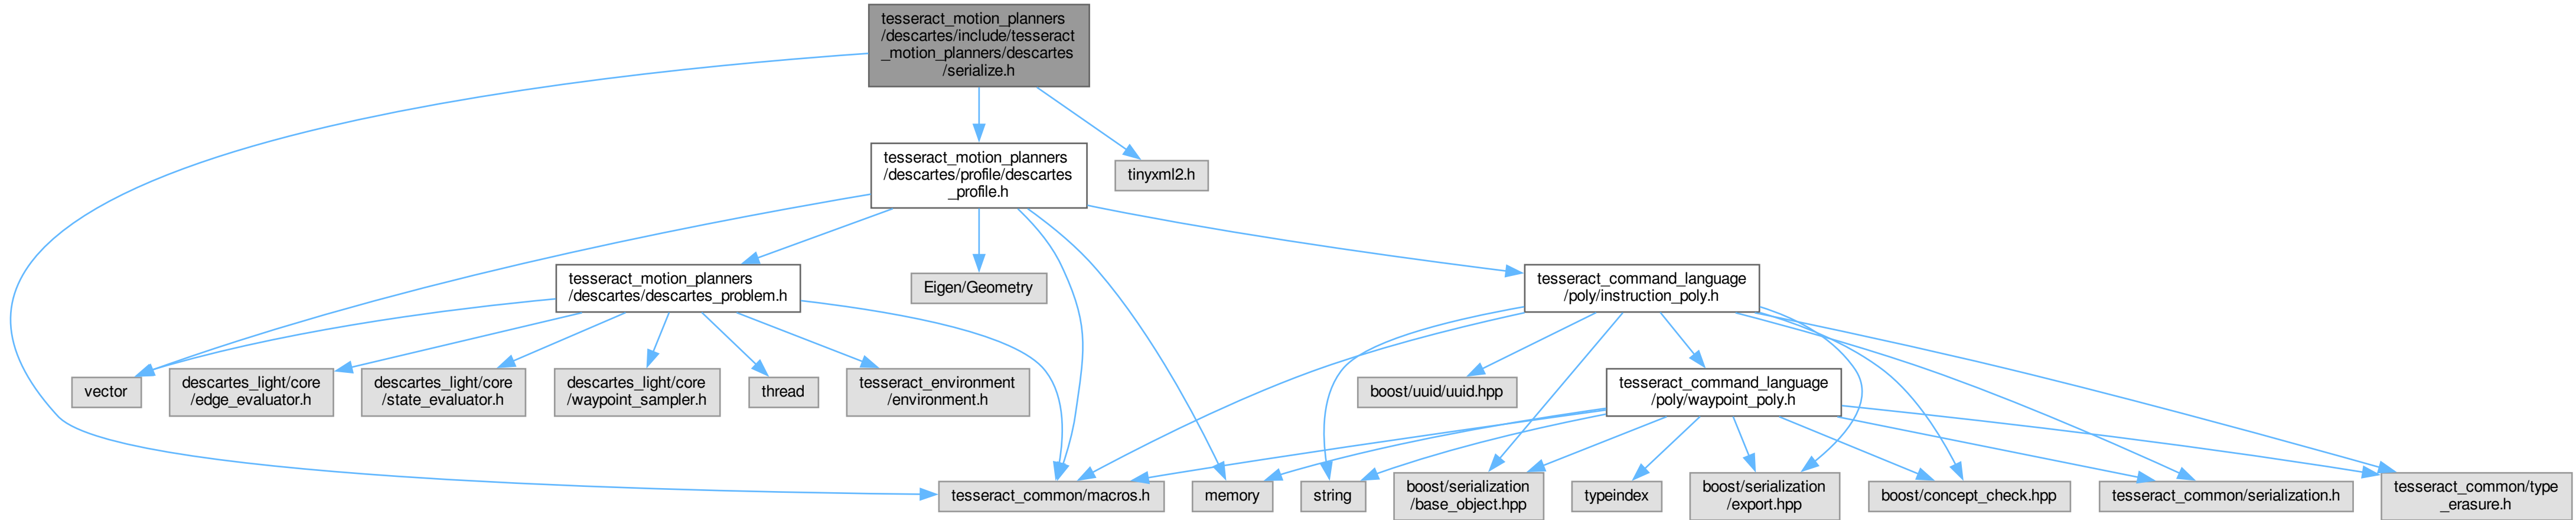 tesseract_motion_planners
/descartes/include/tesseract
_motion_planners/descartes
/serialize.h
tesseract_motion_planners
/descartes/profile/descartes
_profile.h
tinyxml2.h
tesseract_motion_planners
/descartes/descartes_problem.h
Eigen/Geometry
tesseract_command_language
/poly/instruction_poly.h
vector
descartes_light/core
/edge_evaluator.h
descartes_light/core
/state_evaluator.h
descartes_light/core
/waypoint_sampler.h
thread
tesseract_environment
/environment.h
boost/uuid/uuid.hpp
tesseract_command_language
/poly/waypoint_poly.h
tesseract_common/macros.h
memory
string
boost/serialization
/base_object.hpp
typeindex
boost/serialization
/export.hpp
boost/concept_check.hpp
tesseract_common/serialization.h
tesseract_common/type
_erasure.h